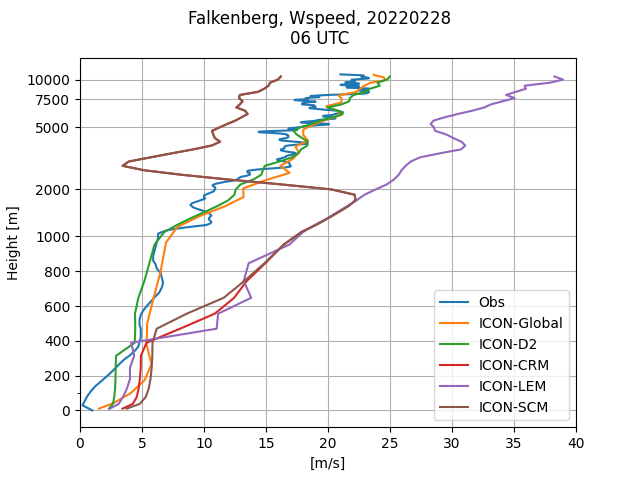 Falkenberg, Wspeed, 20220228
06 UTC
Height [m]
10000
7500
5000
2000
1000
800
600
400
200
0
Obs
ICON-Global
ICON-D2
ICON-CRM
ICON-LEM
ICON-SCM
0 5 10 15 20 25 30 35 40
[m/s]